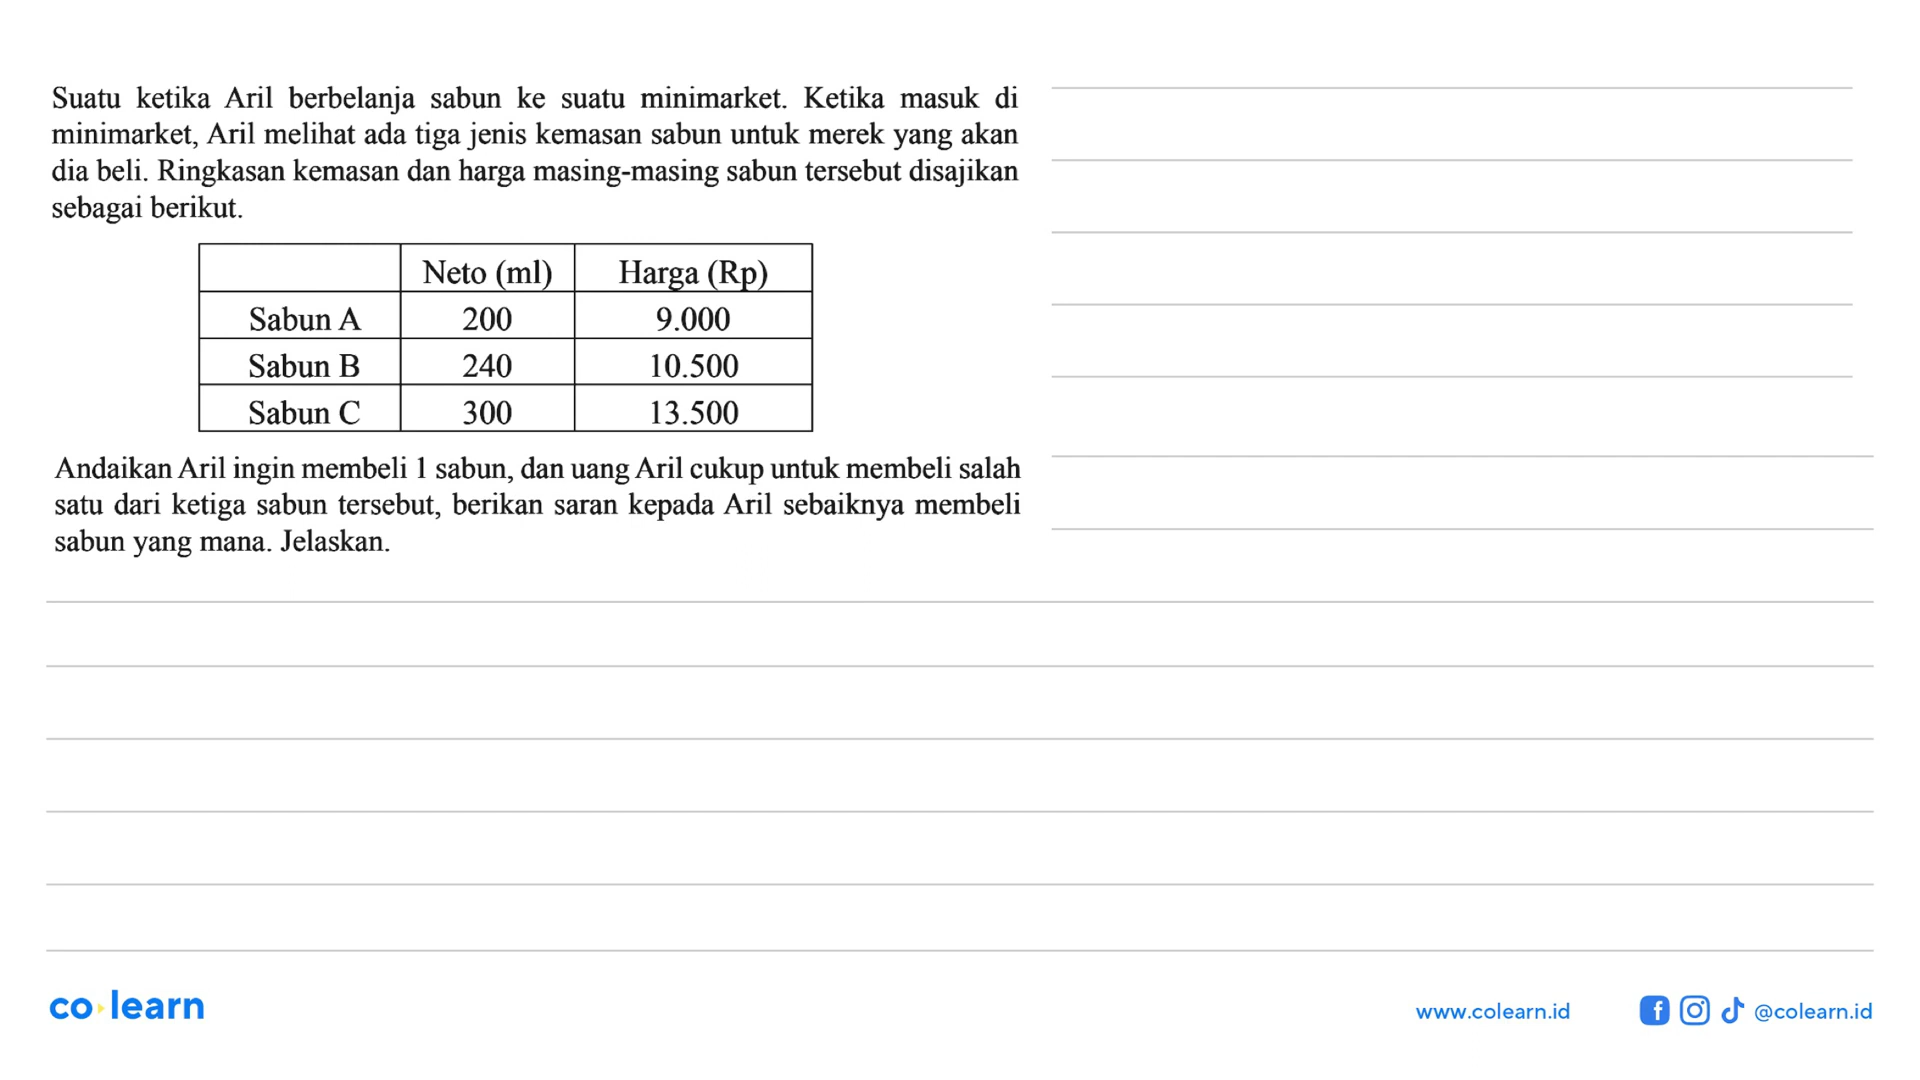 Suatu ketika Aril berbelanja sabun ke suatu minimarket. Ketika masuk di
minimarket, Aril melihat ada tiga jenis kemasan sabun untuk merek yang akan
dia beli. Ringkasan kemasan dan harga masing-masing sabun tersebut disajikan
sebagai berikut.
Neto (ml) Harga (Rp)
Sabun A 200 9.000
Sabun B 240 10.500
Sabun C 300 13.500
Andaikan Aril ingin membeli 1 sabun, dan uang Aril cukup untuk membeli salah
satu dari ketiga sabun tersebut, berikan saran kepada Aril sebaiknya membeli
sabun yang mana. Jelaskan.
co learn
www.colearn.id @colearn.id